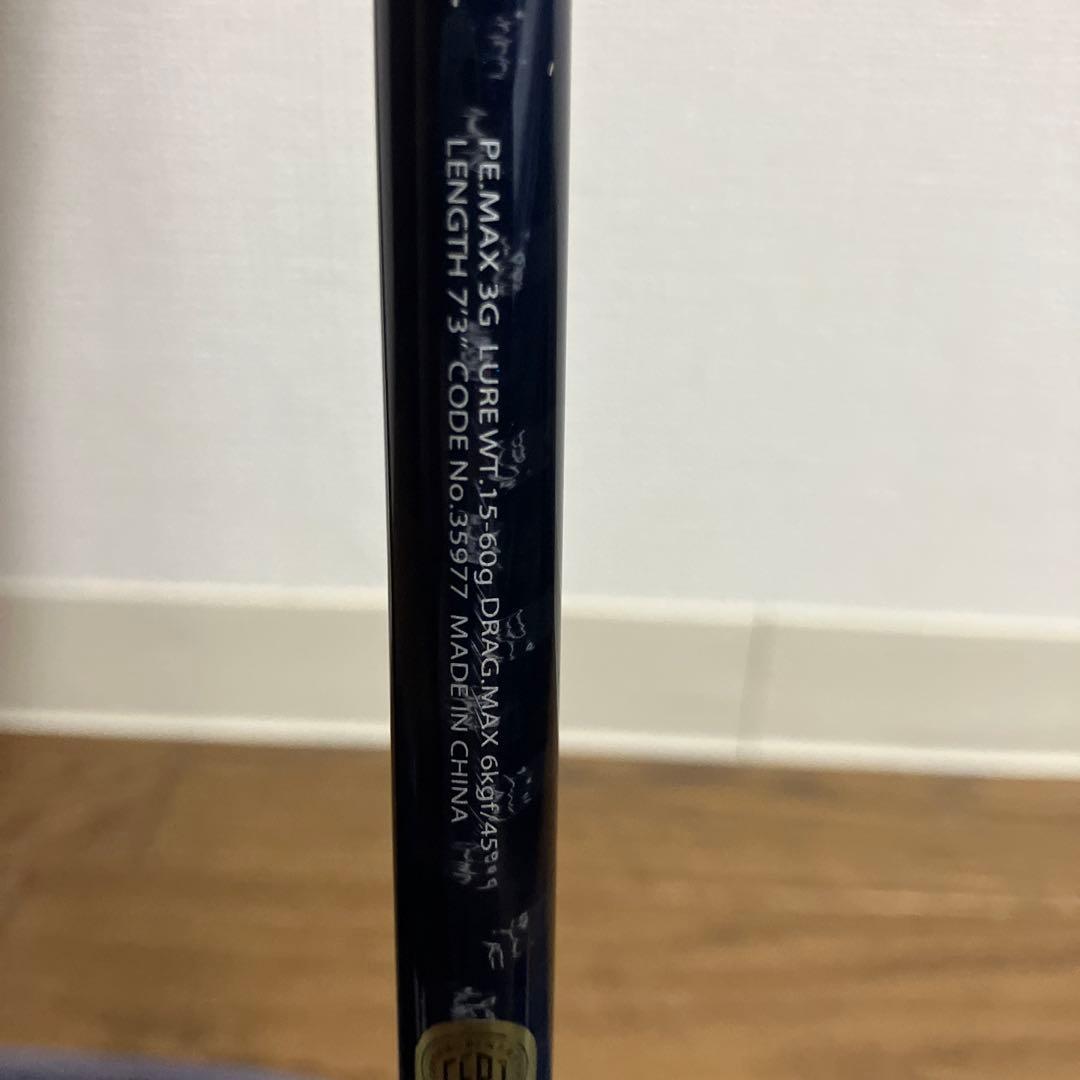 PE.MAX 3G LURE WT.15-60g DRAG.MAX 6kgf/45°
LENGTH 7'3" CODE No.35977 MADE IN CHINA